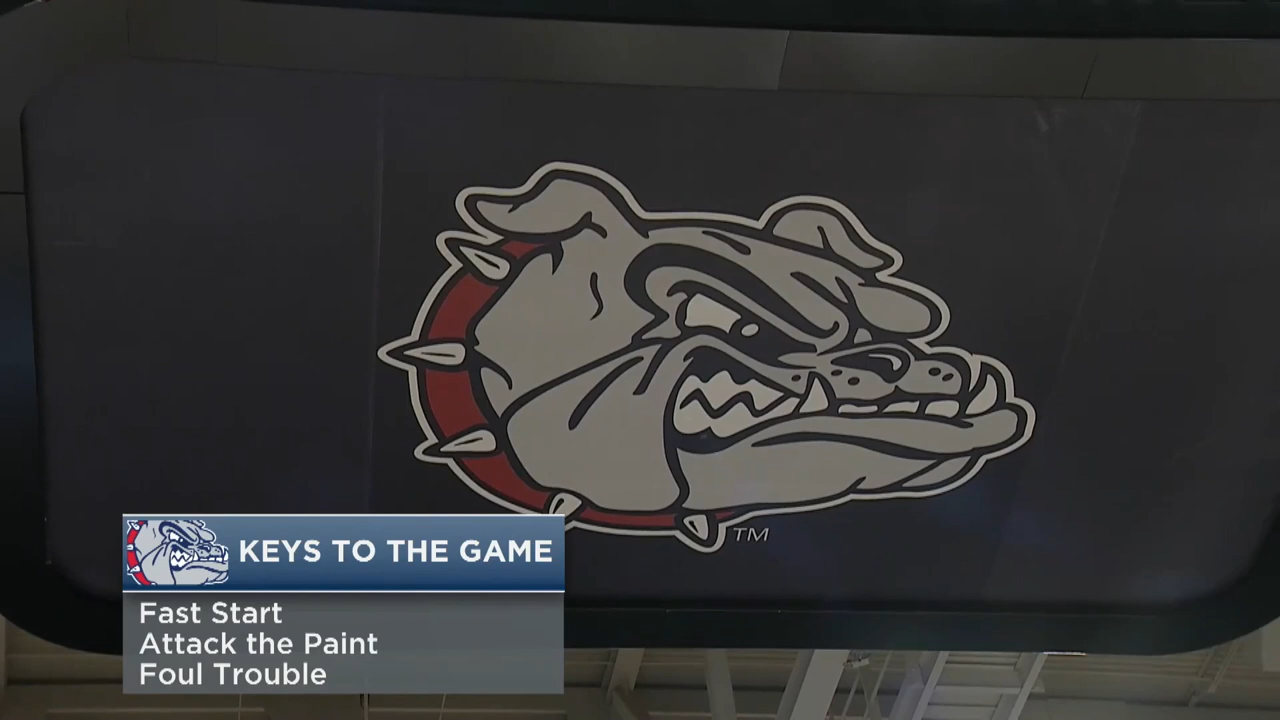 TM
KEYS TO THE GAME
Fast Start
Attack the Paint
Foul Trouble